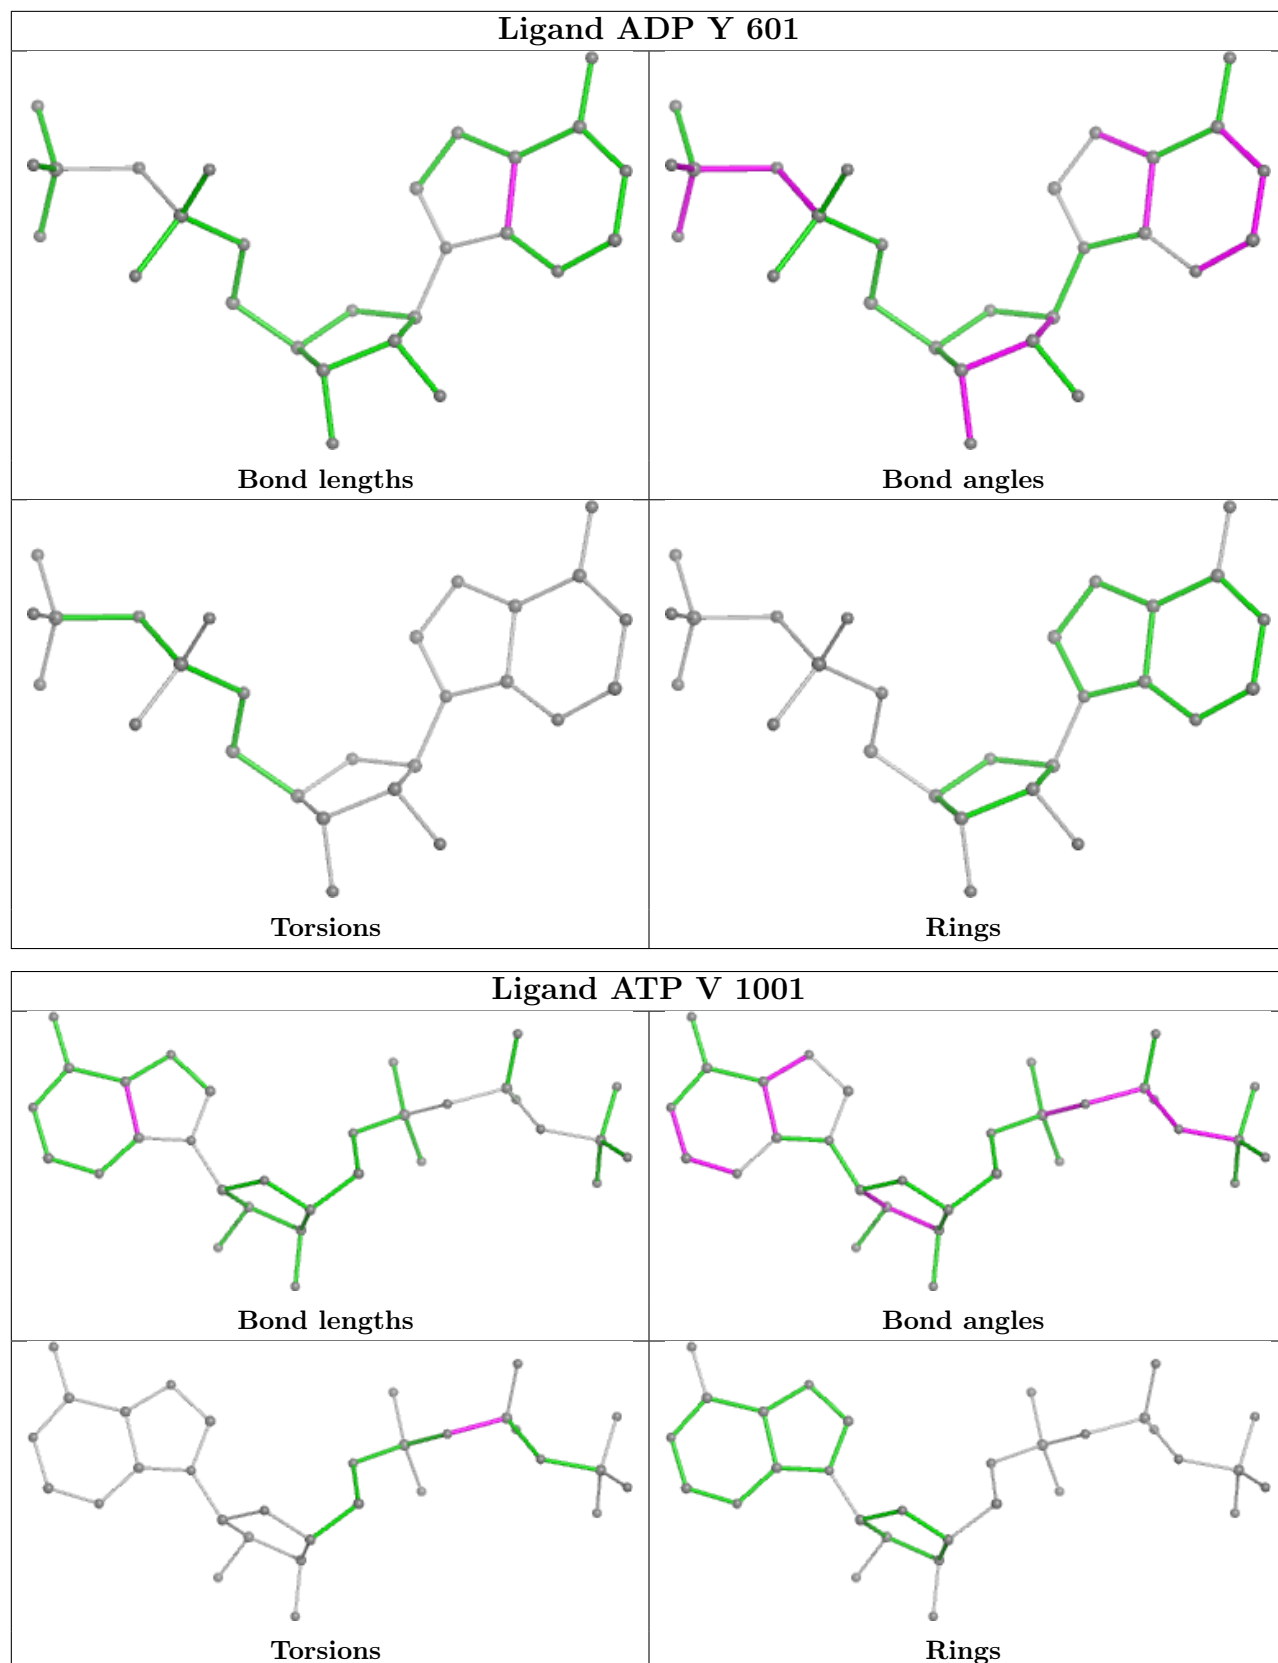 Ligand ADP Y 601
Bond lengths
Bond angles
Torsions
Rings
Ligand ATP V 1001
Bond lengths
Bond angles
Torsions
Rings